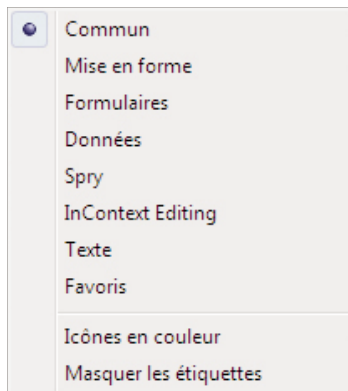 Commun
Mise en forme
Formulaires
Données
Spry
InContext Editing
Texte
Favoris
Icônes en couleur
Masquer les étiquettes